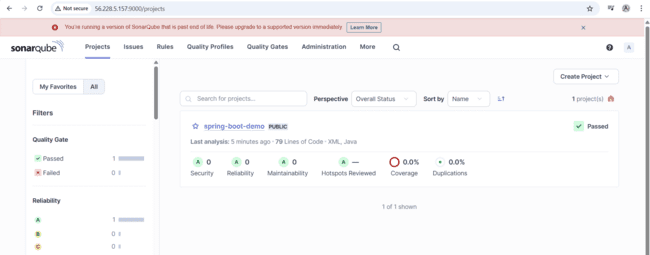 Not secure 56.228.5.157:9000/projects
You're running a version of SonarQube that is past end of life. Please upgrade to a supported version immediately. Learn More
sonarqube Projects Issues Rules Quality Profiles Quality Gates Administration More A
My Favorites All
Create Project
Search for projects... Perspective Overall Status Sort by Name 1 project(s)
Filters
spring-boot-demo PUBLIC Passed
Last analysis: 5 minutes ago · 79 Lines of Code · XML, Java
Quality Gate
Passed 1
Failed 0
A 0 A 0 A 0 A — 0.0% 0.0%
Security Reliability Maintainability Hotspots Reviewed Coverage Duplications
Reliability
1 of 1 shown
A 1
B 0
C 0